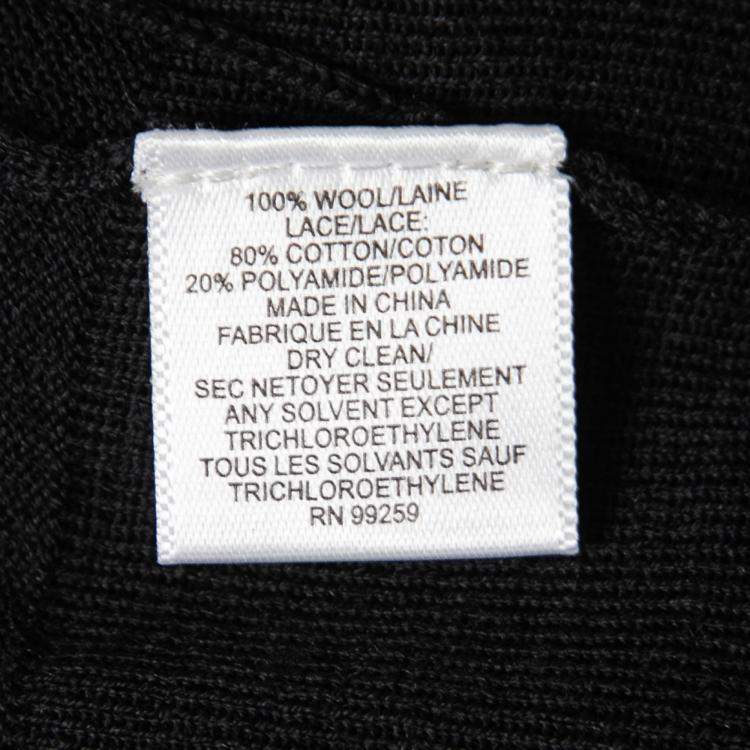 100% WOOL/LAINE
LACE/LACE:
80% COTTON/COTON
20% POLYAMIDE/POLYAMIDE
MADE IN CHINA
FABRIQUE EN LA CHINE
DRY CLEAN/
SEC NETOYER SEULEMENT
ANY SOLVENT EXCEPT
TRICHLOROETHYLENE
TOUS LES SOLVANTS SAUF
TRICHLOROETHYLENE
RN 99259